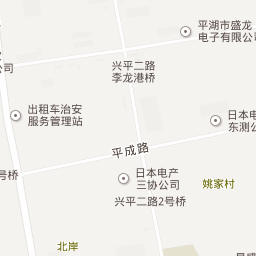 平湖市盛龙
电子有限公司
公司
兴平二路
李龙港桥
出租车治安
服务管理站
日本电
东测公
平成路
号桥
日本电产
三协公司
姚家村
兴平二路2号桥
北岸